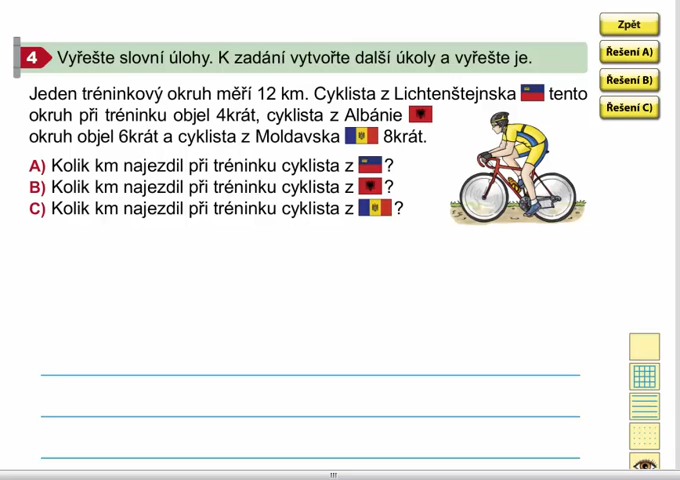 Zpět
4 Vyřešte slovní úlohy. K zadání vytvořte další úkoly a vyřešte je.
Řešení A)
Řešení B)
Řešení C)
Jeden tréninkový okruh měří 12 km. Cyklista z Lichtenštejnska tento
okruh při tréninku objel 4krát, cyklista z Albánie
okruh objel 6krát a cyklista z Moldavska 8krát.
A) Kolik km najezdil při tréninku cyklista z ?
B) Kolik km najezdil při tréninku cyklista z ?
C) Kolik km najezdil při tréninku cyklista z ?